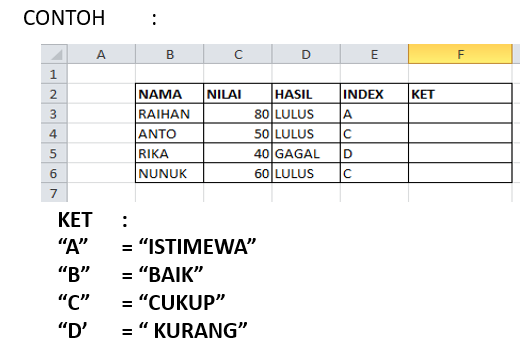 CONTOH :
A B C D E F
1
2 NAMA NILAI HASIL INDEX KET
3 RAIHAN 80 LULUS A
4 ANTO 50 LULUS C
5 RIKA 40 GAGAL D
6 NUNUK 60 LULUS C
7
KET :
“A” = “ISTIMEWA”
“B” = “BAIK”
“C” = “CUKUP”
“D’ = “ KURANG”